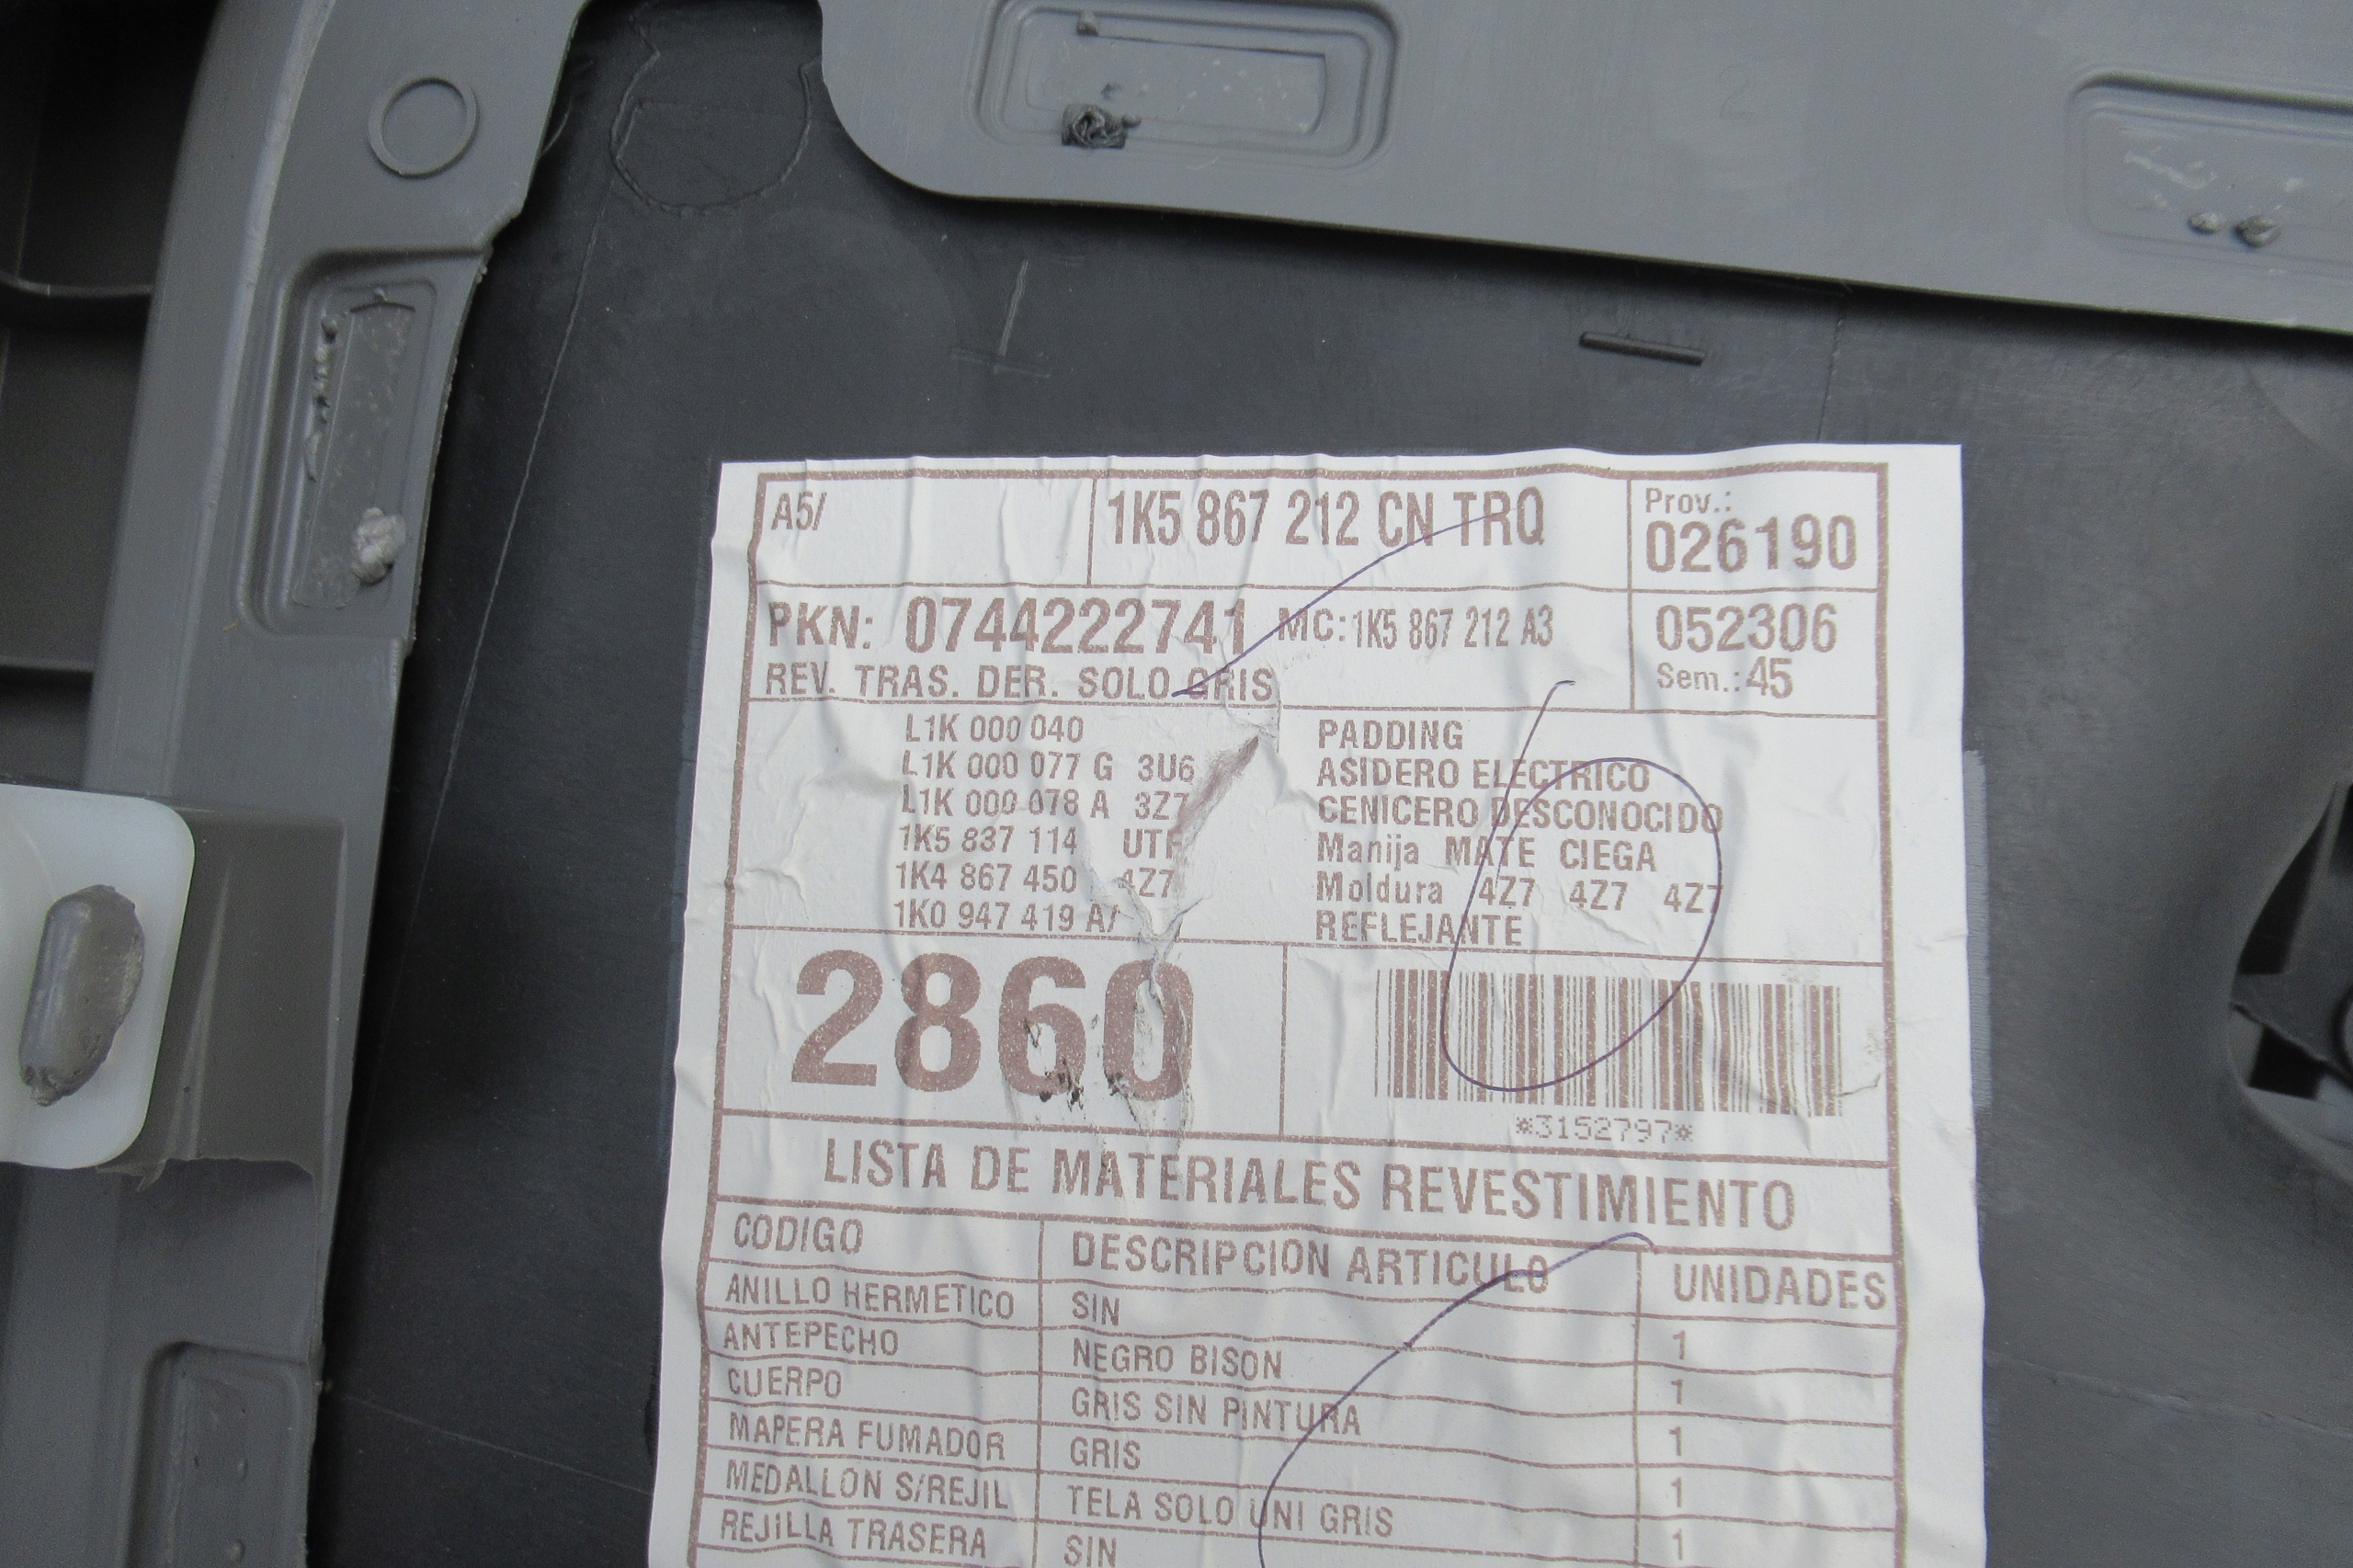 A5/ 1K5 867 212 CN TRQ Prov.:
026190
PKN: 0744222741 MC:1K5 867 212 A3 052306
REV. TRAS. DER. SOLO GRIS Sem.:45
L1K 000 040 PADDING
L1K 000 077 G 3U6 ASIDERO ELECTRICO
L1K 000 078 A 3Z7 CENICERO DESCONOCIDO
1K5 837 114 UTF Manija MATE CIEGA
1K4 867 450 4Z7 Moldura 4Z7 4Z7 4Z7
1K0 947 419 A/ REFLEJANTE
2860
*3152797*
LISTA DE MATERIALES REVESTIMIENTO
CODIGO DESCRIPCION ARTICULO UNIDADES
ANILLO HERMETICO SIN 1
ANTEPECHO NEGRO BISON 1
CUERPO GRIS SIN PINTURA 1
MAPERA FUMADOR GRIS 1
MEDALLON S/REJIL TELA SOLO UNI GRIS 1
REJILLA TRASERA SIN